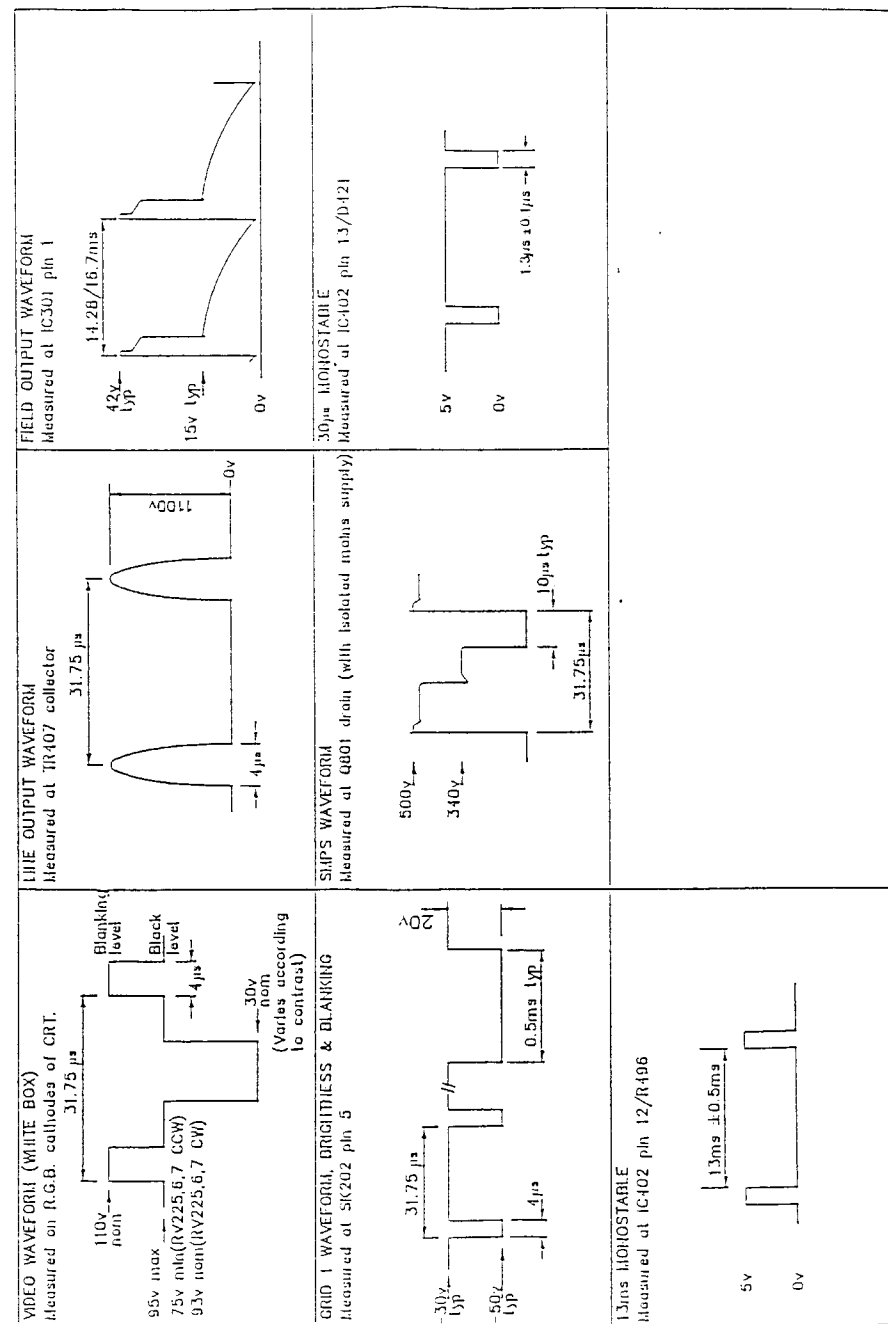 VIDEO WAVEFORM (WHITE BOX)
Measured on R.G.B. cathodes of CRT.
31.75 µs
110v
nom
Blanking
level
Black
level
4µs
95v max
75v min(RV225,6,7 CCW)
93v nom(RV225,6,7 CW)
30v
nom
(Varies according
to contrast)
LINE OUTPUT WAVEFORM
Measured at TR407 collector
31.75 µs
4µs
1100v
0v
FIELD OUTPUT WAVEFORM
Measured at IC301 pin 1
14.28/16.7ms
42v
typ
15v typ
0v
GRID 1 WAVEFORM, BRIGHTNESS & BLANKING
Measured at SK202 pin 5
31.75 µs
-30v
typ
-50v
typ
4µs
0.5ms typ
20v
SMPS WAVEFORM
Measured at Q801 drain (with isolated mains supply)
500v
340v
10µs typ
31.75µs
30µs MONOSTABLE
Measured at IC402 pin 13/D421
5v
0v
1.3µs ±0.1µs
13ms MONOSTABLE
Measured at IC402 pin 12/R496
13ms ±0.5ms
5v
0v